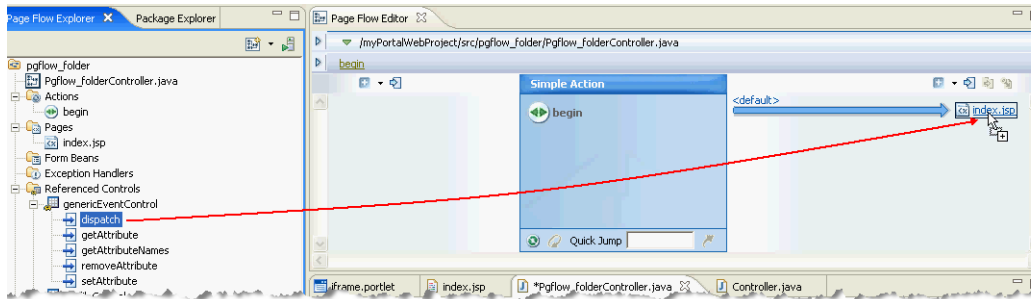 Page Flow Explorer
Package Explorer
Page Flow Editor
/myPortalWebProject/src/pgflow_folder/Pgflow_folderController.java
begin
pgflow_folder
Pgflow_folderController.java
Actions
begin
Pages
index.jsp
Form Beans
Exception Handlers
Referenced Controls
genericEventControl
dispatch
getAttribute
getAttributeNames
removeAttribute
setAttribute
Simple Action
begin
<default>
index.jsp
Quick Jump
iframe.portlet
index.jsp
*Pgflow_folderController.java
Controller.java